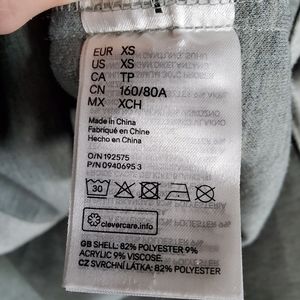 EUR XS
US XS
CA TP
CN 160/80A
MX XCH
Made in China
Fabriqué en Chine
Hecho en China
O/N 192575
P/N 0940695 3
30
clevercare.info
GB SHELL: 82% POLYESTER 9%
ACRYLIC 9% VISCOSE.
CZ SVRCHNÍ LÁTKA: 82% POLYESTER